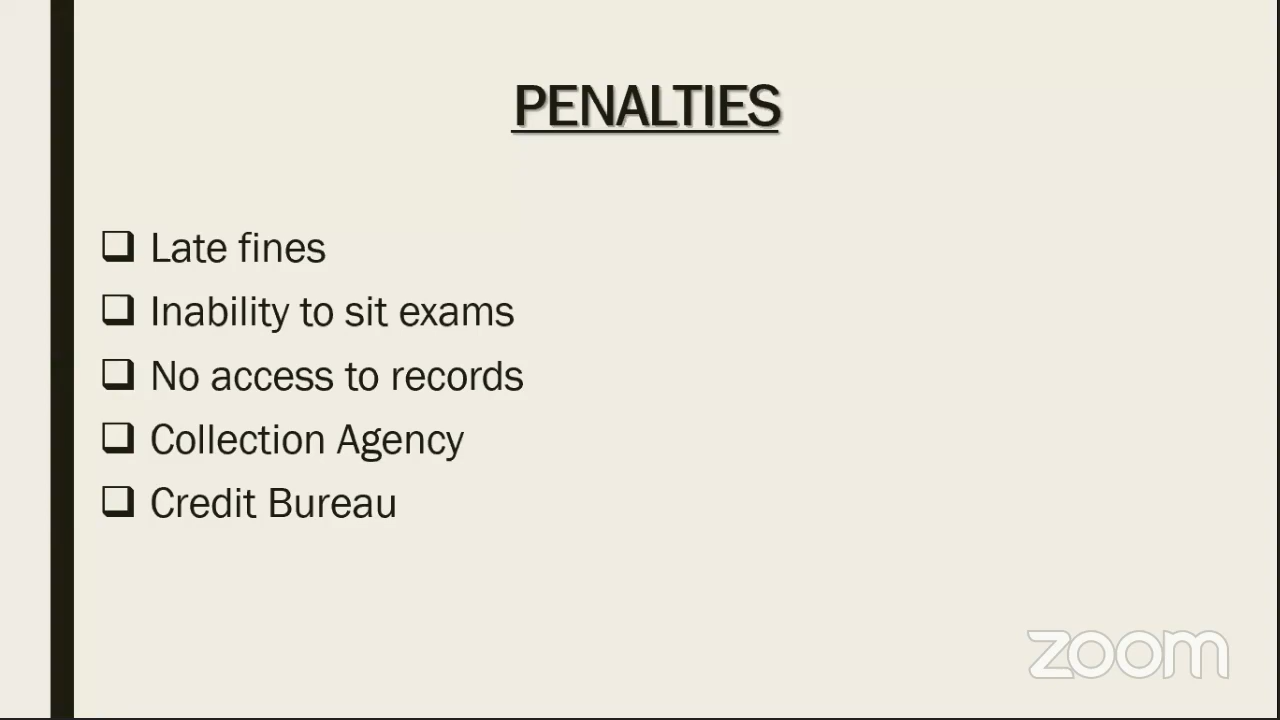 PENALTIES
Late fines
Inability to sit exams
No access to records
Collection Agency
Credit Bureau
zoom